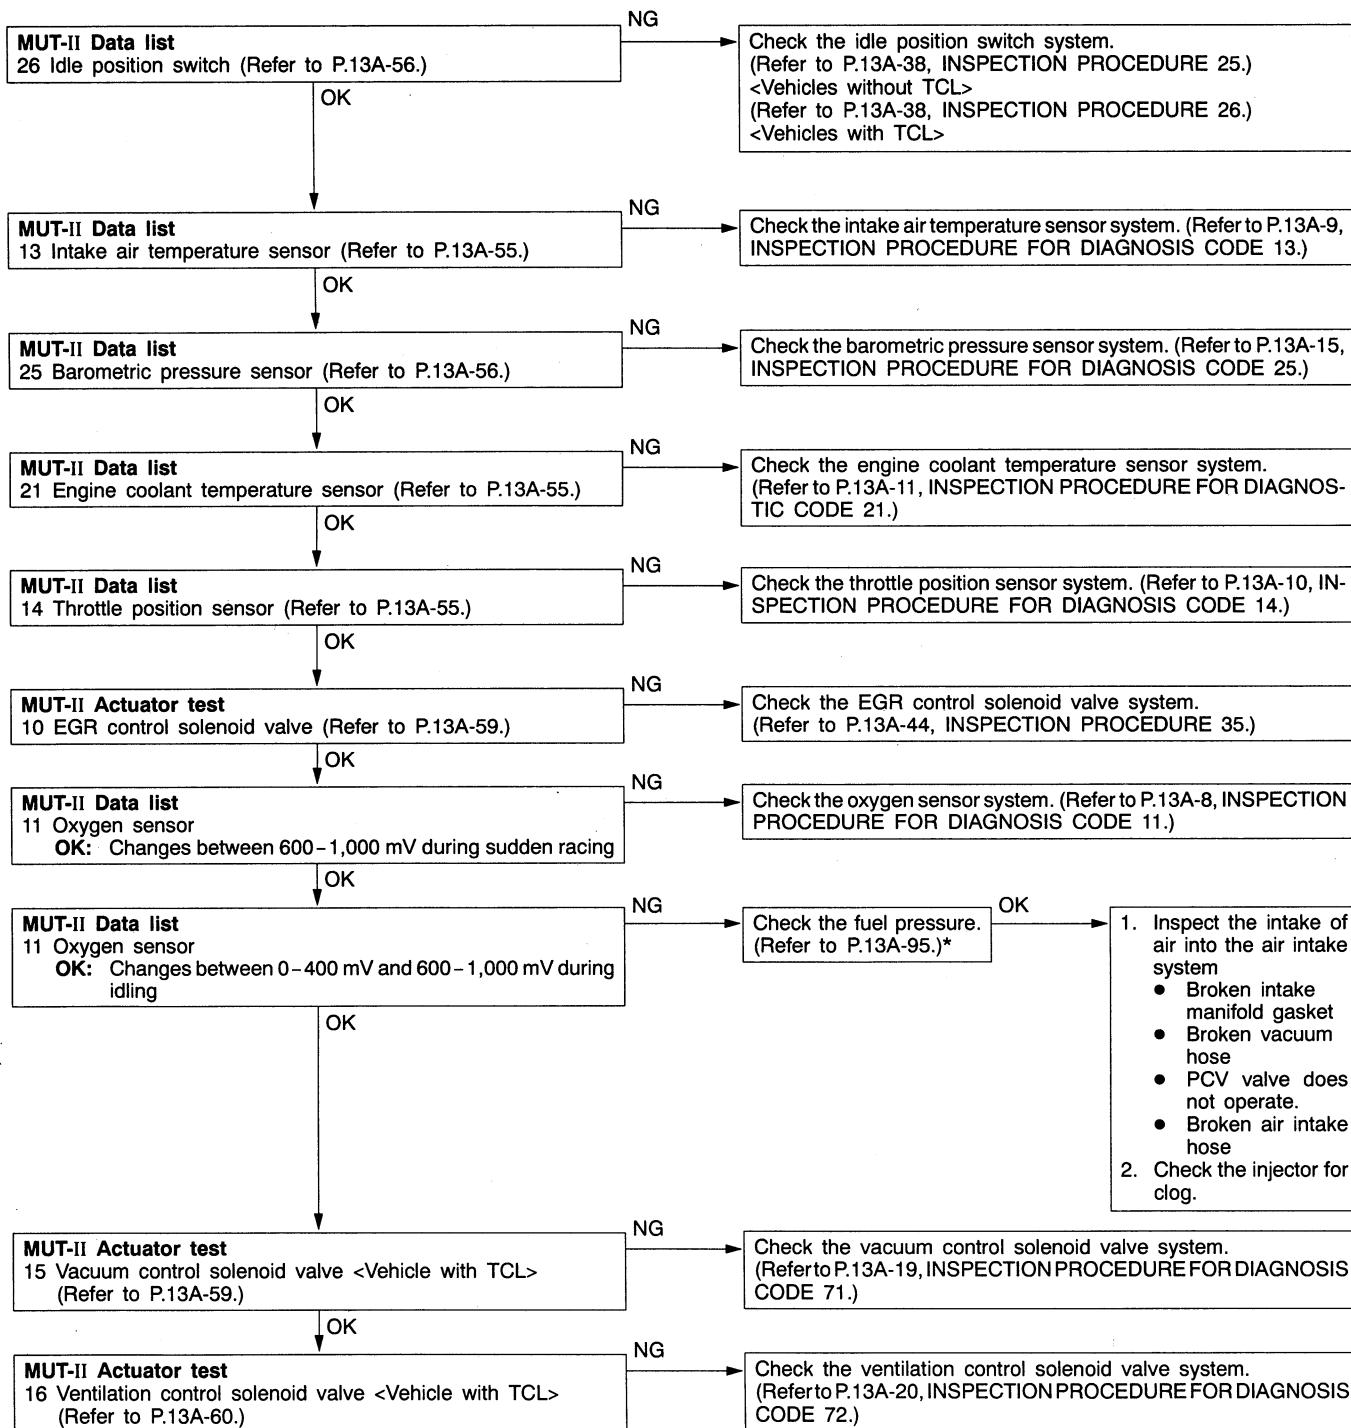 MUT-II Data list
26 Idle position switch (Refer to P.13A-56.)
NG
Check the idle position switch system.
(Refer to P.13A-38, INSPECTION PROCEDURE 25.)
<Vehicles without TCL>
(Refer to P.13A-38, INSPECTION PROCEDURE 26.)
<Vehicles with TCL>
OK
MUT-II Data list
13 Intake air temperature sensor (Refer to P.13A-55.)
NG
Check the intake air temperature sensor system. (Refer to P.13A-9,
INSPECTION PROCEDURE FOR DIAGNOSIS CODE 13.)
OK
MUT-II Data list
25 Barometric pressure sensor (Refer to P.13A-56.)
NG
Check the barometric pressure sensor system. (Refer to P.13A-15,
INSPECTION PROCEDURE FOR DIAGNOSIS CODE 25.)
OK
MUT-II Data list
21 Engine coolant temperature sensor (Refer to P.13A-55.)
NG
Check the engine coolant temperature sensor system.
(Refer to P.13A-11, INSPECTION PROCEDURE FOR DIAGNOS-
TIC CODE 21.)
OK
MUT-II Data list
14 Throttle position sensor (Refer to P.13A-55.)
NG
Check the throttle position sensor system. (Refer to P.13A-10, IN-
SPECTION PROCEDURE FOR DIAGNOSIS CODE 14.)
OK
MUT-II Actuator test
10 EGR control solenoid valve (Refer to P.13A-59.)
NG
Check the EGR control solenoid valve system.
(Refer to P.13A-44, INSPECTION PROCEDURE 35.)
OK
MUT-II Data list
11 Oxygen sensor
OK: Changes between 600–1,000 mV during sudden racing
NG
Check the oxygen sensor system. (Refer to P.13A-8, INSPECTION
PROCEDURE FOR DIAGNOSIS CODE 11.)
OK
MUT-II Data list
11 Oxygen sensor
OK: Changes between 0–400 mV and 600–1,000 mV during
idling
NG
Check the fuel pressure.
(Refer to P.13A-95.)*
OK
1. Inspect the intake of
air into the air intake
system
● Broken intake
manifold gasket
● Broken vacuum
hose
● PCV valve does
not operate.
● Broken air intake
hose
2. Check the injector for
clog.
OK
MUT-II Actuator test
15 Vacuum control solenoid valve <Vehicle with TCL>
(Refer to P.13A-59.)
NG
Check the vacuum control solenoid valve system.
(Refer to P.13A-19, INSPECTION PROCEDURE FOR DIAGNOSIS
CODE 71.)
OK
MUT-II Actuator test
16 Ventilation control solenoid valve <Vehicle with TCL>
(Refer to P.13A-60.)
NG
Check the ventilation control solenoid valve system.
(Refer to P.13A-20, INSPECTION PROCEDURE FOR DIAGNOSIS
CODE 72.)